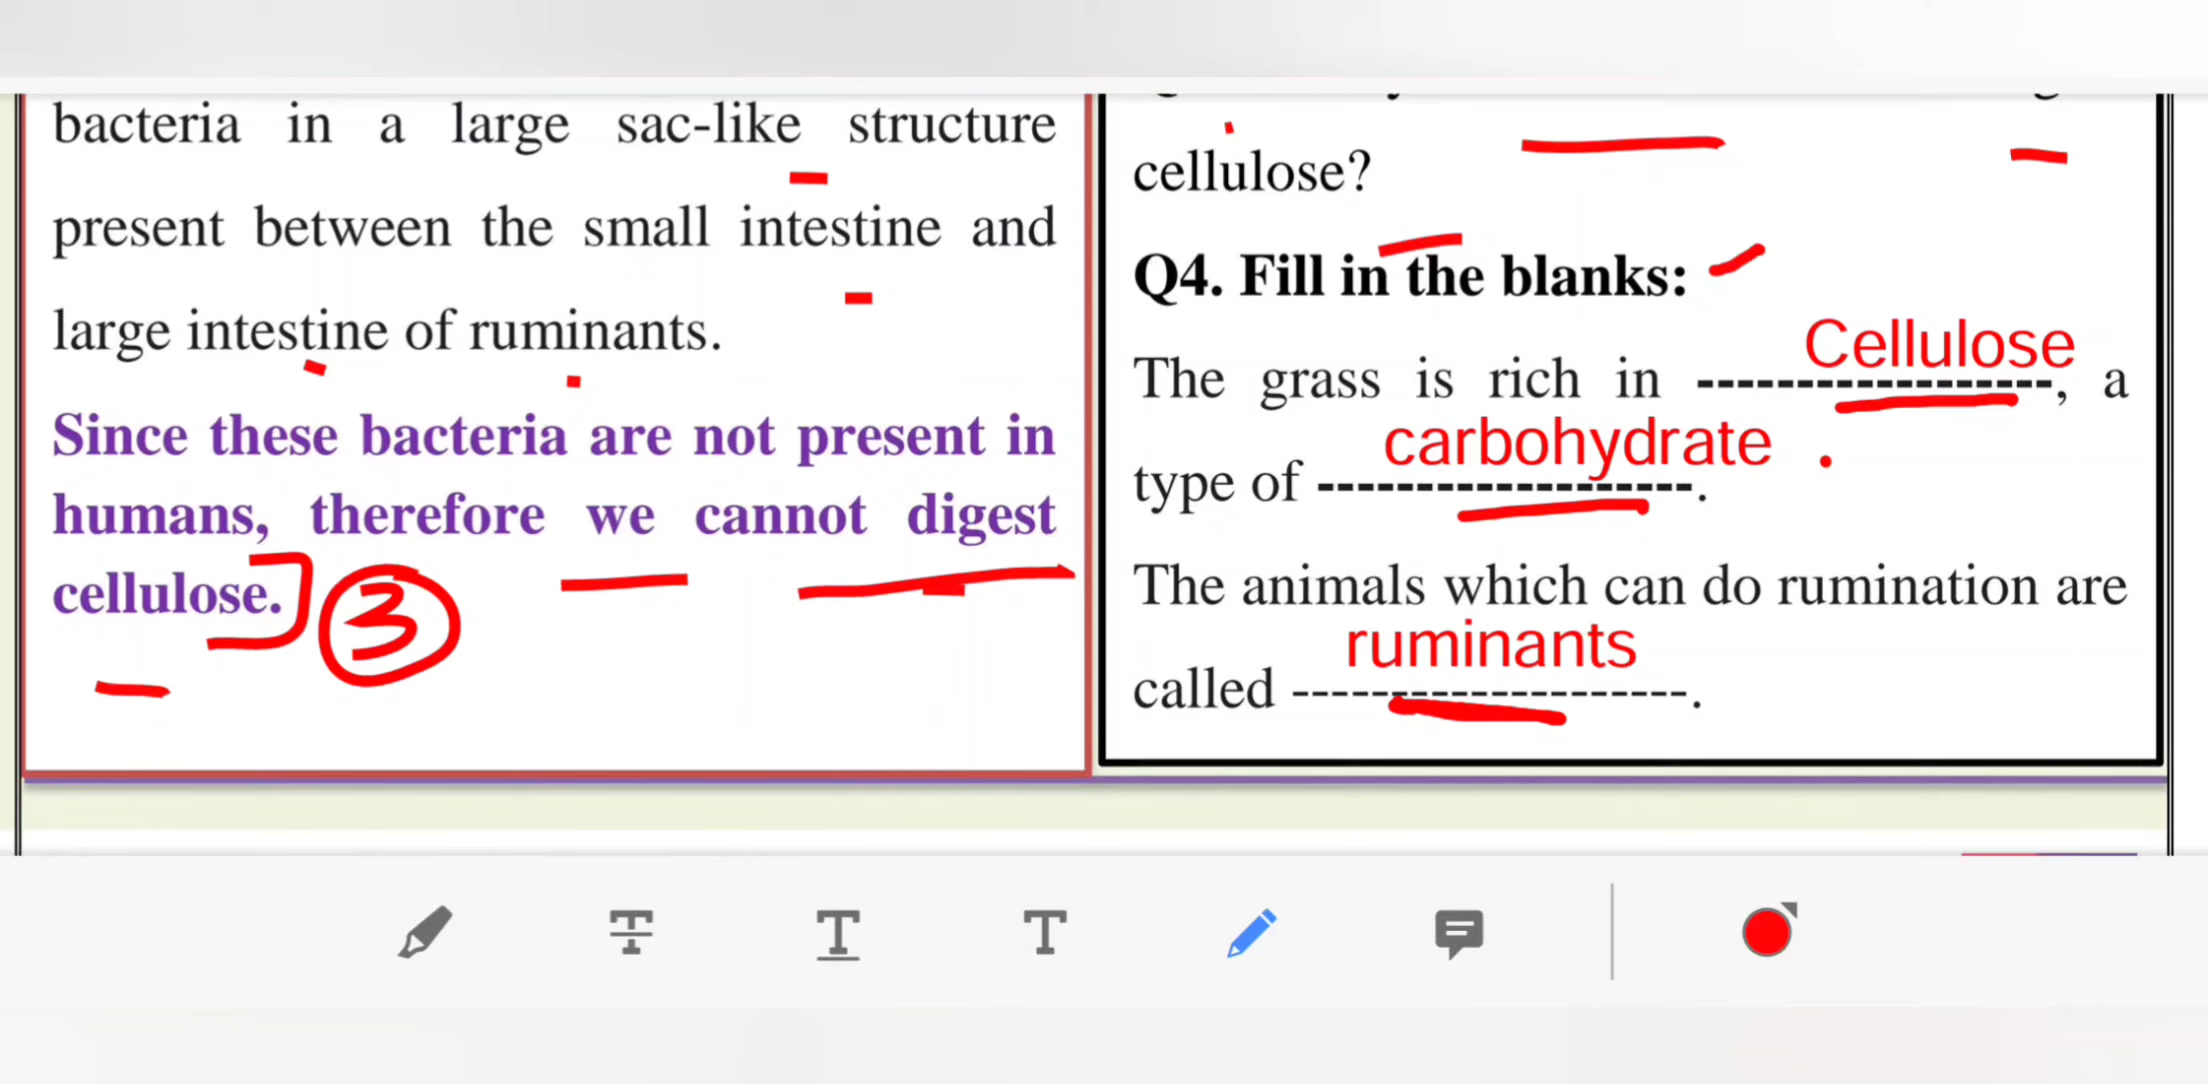 bacteria in a large sac-like structure
present between the small intestine and
large intestine of ruminants.
Since these bacteria are not present in
humans, therefore we cannot digest
cellulose.
3
cellulose?
Q4. Fill in the blanks:
The grass is rich in Cellulose ------------------, a
type of carbohydrate -------------------. .
The animals which can do rumination are
called ruminants --------------------.